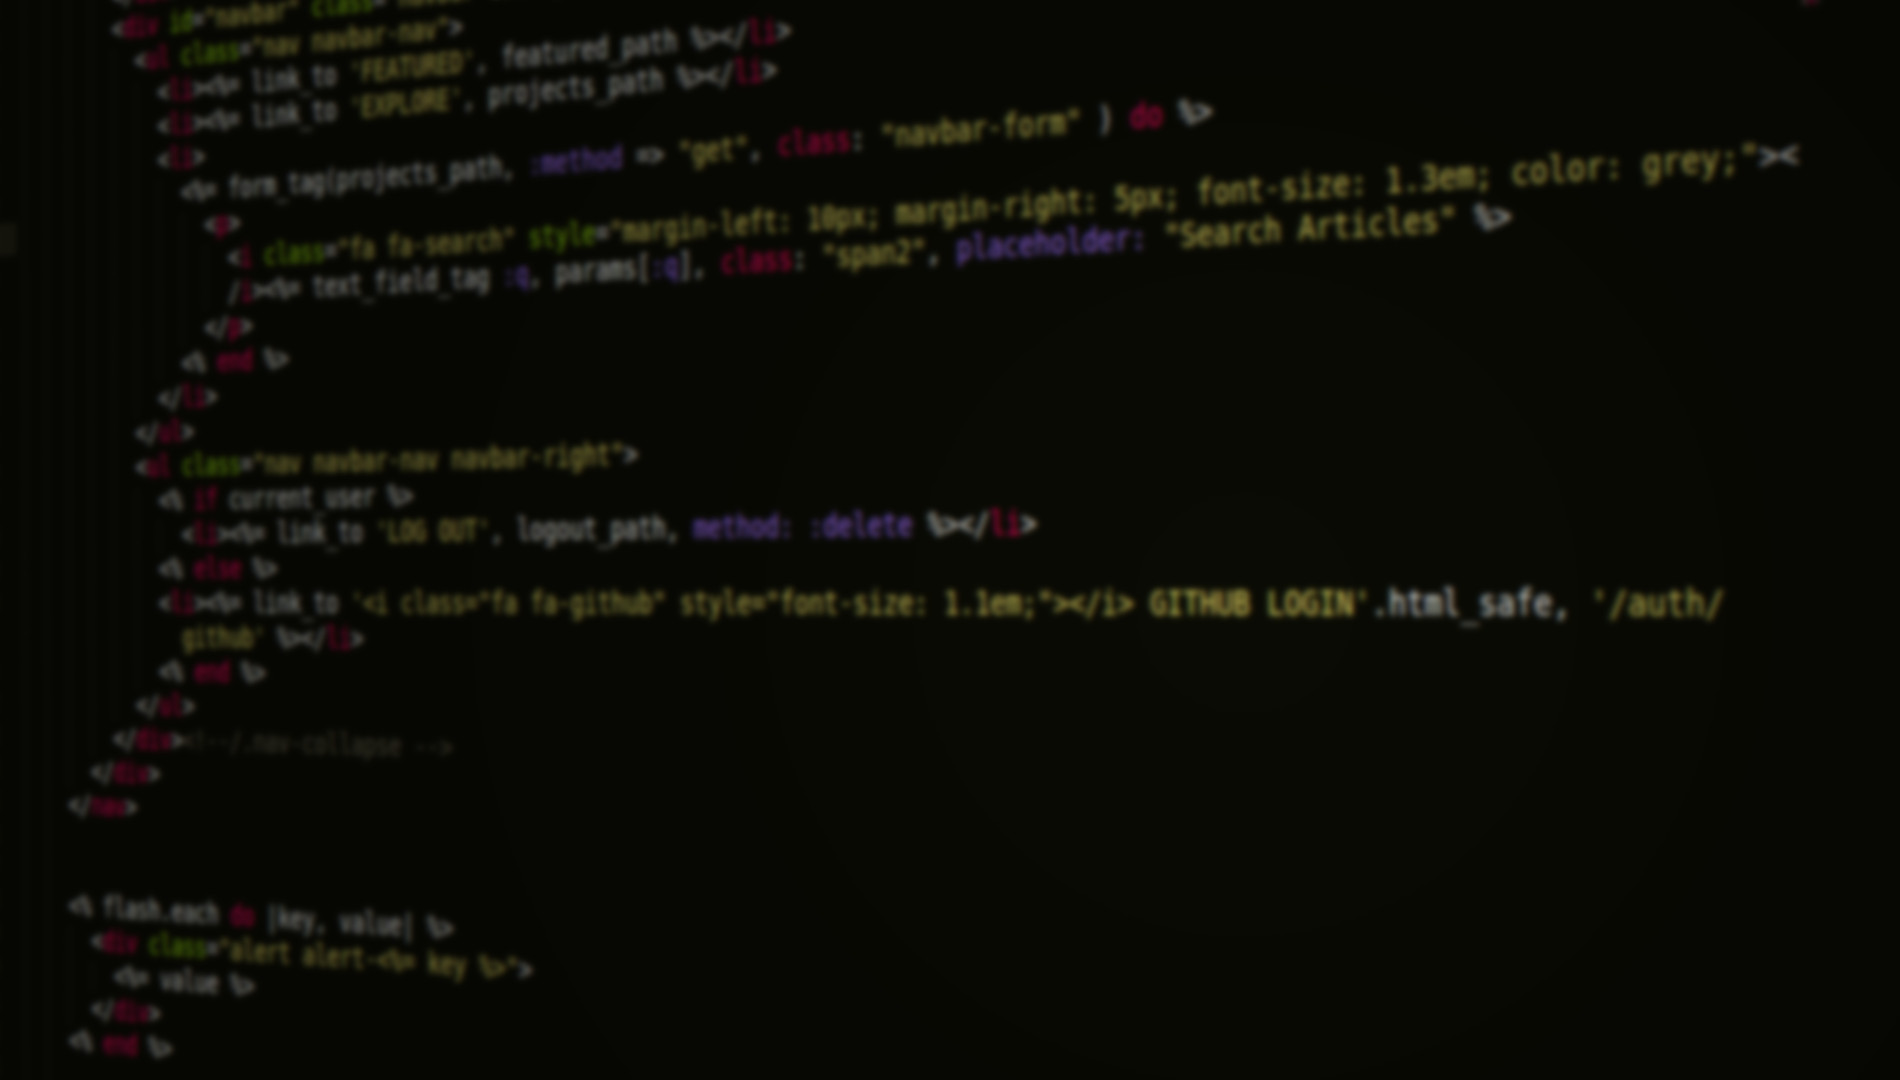 <div id="navbar" class=
<ul class="nav navbar-nav">
<li><%= link_to 'FEATURED', featured_path %></li>
<li><%= link_to 'EXPLORE', projects_path %></li>
<li>
<%= form_tag(projects_path, :method => "get", class: "navbar-form" ) do %>
<p>
<i class="fa fa-search" style="margin-left: 10px; margin-right: 5px; font-size: 1.3em; color: grey;"><
/i><%= text_field_tag :q, params[:q], class: "span2", placeholder: "Search Articles" %>
</p>
<% end %>
</li>
</ul>
<ul class="nav navbar-nav navbar-right">
<% if current_user %>
<li><%= link_to 'LOG OUT', logout_path, method: :delete %></li>
<% else %>
<li><%= link_to '<i class="fa fa-github" style="font-size: 1.1em;"></i> GITHUB LOGIN'.html_safe, '/auth/
github' %></li>
<% end %>
</ul>
</div><!--/.nav-collapse -->
</div>
</nav>
<% flash.each do |key, value| %>
<div class="alert alert-<%= key %>">
<%= value %>
</div>
<% end %>